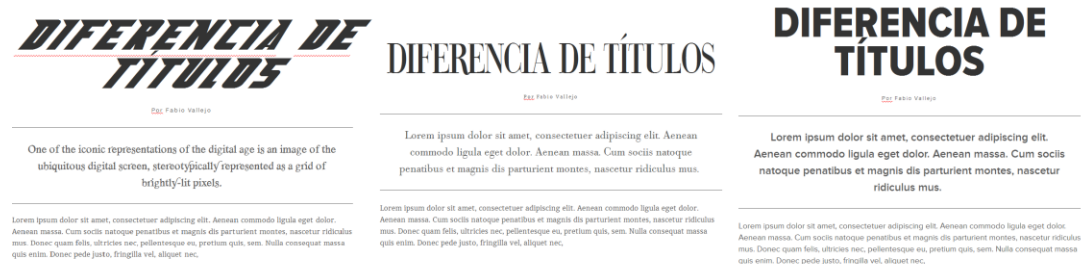 DIFERENCIA DE
TÍTULOS
Por Fabio Vallejo
One of the iconic representations of the digital age is an image of the
ubiquitous digital screen, stereotypically represented as a grid of
brightly-lit pixels.
Lorem ipsum dolor sit amet, consectetuer adipiscing elit. Aenean commodo ligula eget dolor.
Aenean massa. Cum sociis natoque penatibus et magnis dis parturient montes, nascetur ridiculus
mus. Donec quam felis, ultricies nec, pellentesque eu, pretium quis, sem. Nulla consequat massa
quis enim. Donec pede justo, fringilla vel, aliquet nec,
DIFERENCIA DE TÍTULOS
Por Fabio Vallejo
Lorem ipsum dolor sit amet, consectetuer adipiscing elit. Aenean
commodo ligula eget dolor. Aenean massa. Cum sociis natoque
penatibus et magnis dis parturient montes, nascetur ridiculus mus.
Lorem ipsum dolor sit amet, consectetuer adipiscing elit. Aenean commodo ligula eget dolor.
Aenean massa. Cum sociis natoque penatibus et magnis dis parturient montes, nascetur ridiculus
mus. Donec quam felis, ultricies nec, pellentesque eu, pretium quis, sem. Nulla consequat massa
quis enim. Donec pede justo, fringilla vel, aliquet nec,
DIFERENCIA DE
TÍTULOS
Por Fabio Vallejo
Lorem ipsum dolor sit amet, consectetuer adipiscing elit.
Aenean commodo ligula eget dolor. Aenean massa. Cum sociis
natoque penatibus et magnis dis parturient montes, nascetur
ridiculus mus.
Lorem ipsum dolor sit amet, consectetuer adipiscing elit. Aenean commodo ligula eget dolor.
Aenean massa. Cum sociis natoque penatibus et magnis dis parturient montes, nascetur ridiculus
mus. Donec quam felis, ultricies nec, pellentesque eu, pretium quis, sem. Nulla consequat massa
quis enim. Donec pede justo, fringilla vel, aliquet nec,